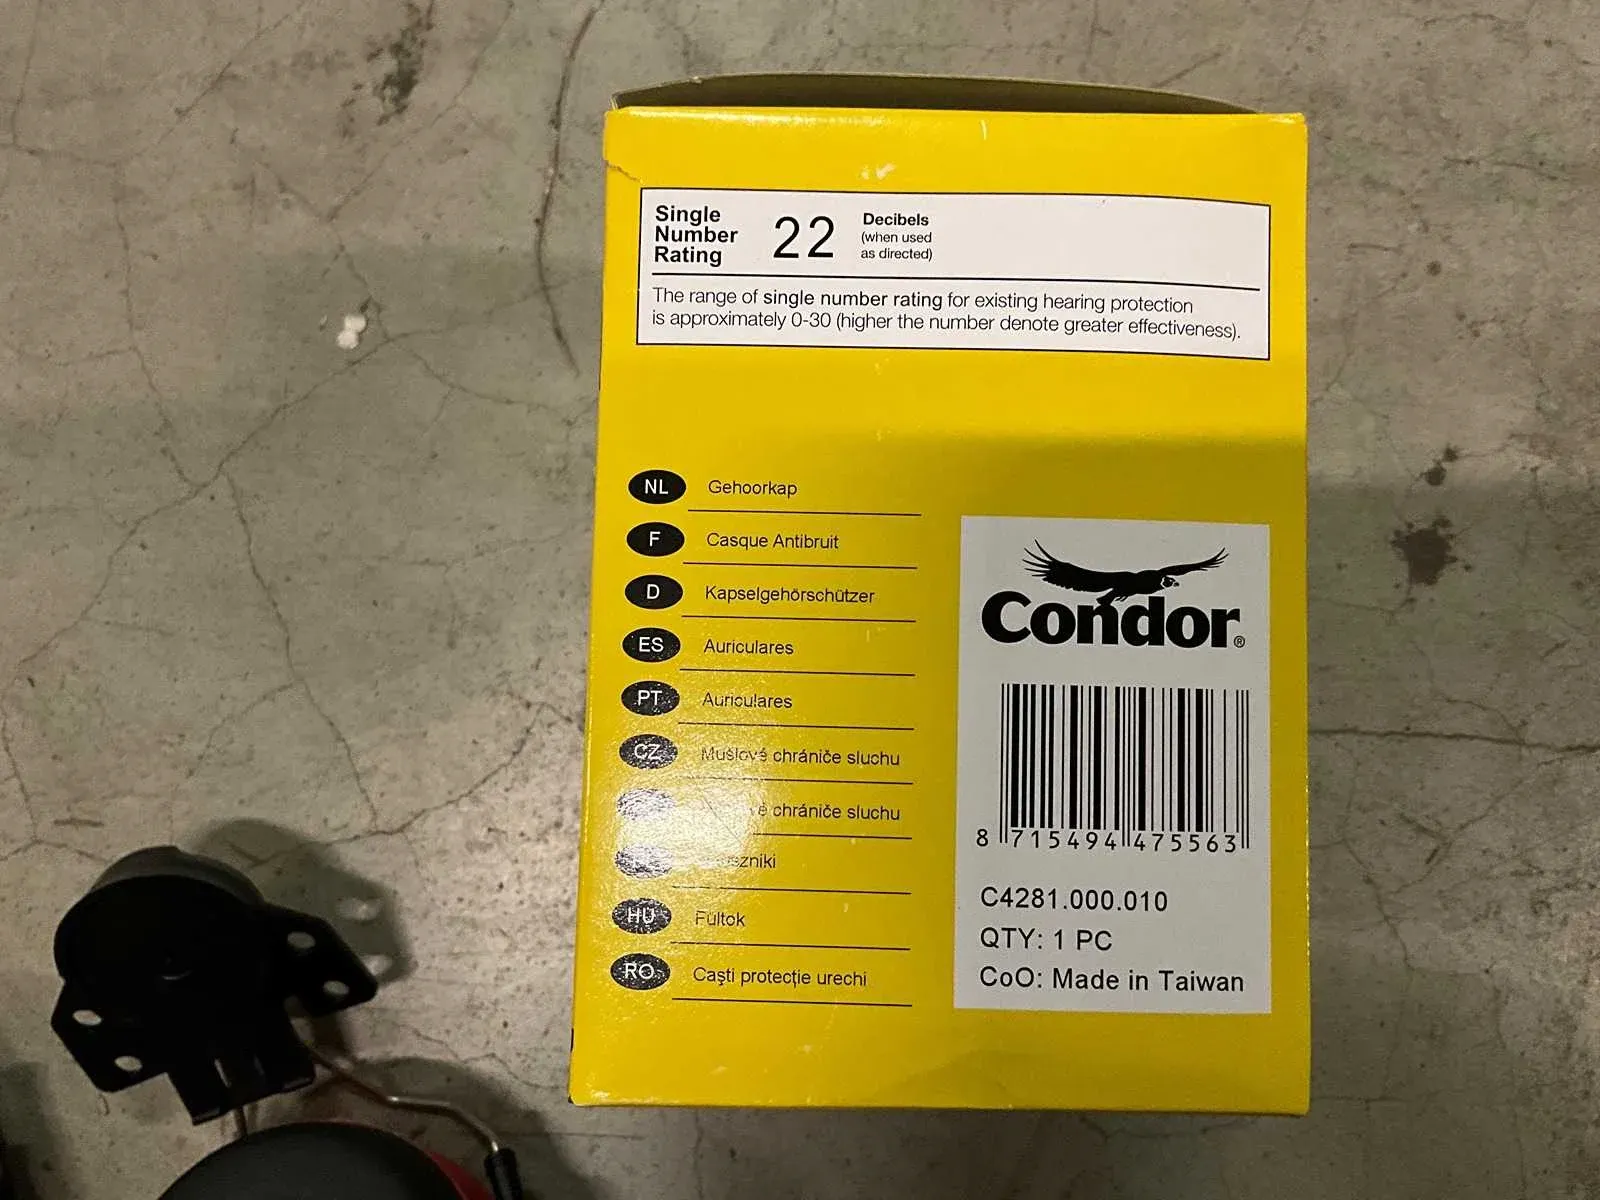 Single
Number
Rating
22
Decibels
(when used
as directed)
The range of single number rating for existing hearing protection
is approximately 0-30 (higher the number denote greater effectiveness).
NL Gehoorkap
F Casque Antibruit
D Kapselgehörschützer
ES Auriculares
PT Auriculares
CZ Mušlové chrániče sluchu
chrániče sluchu
HU Fültok
RO Caşti protecţie urechi
Condor®
8 715494 475563
C4281.000.010
QTY: 1 PC
CoO: Made in Taiwan